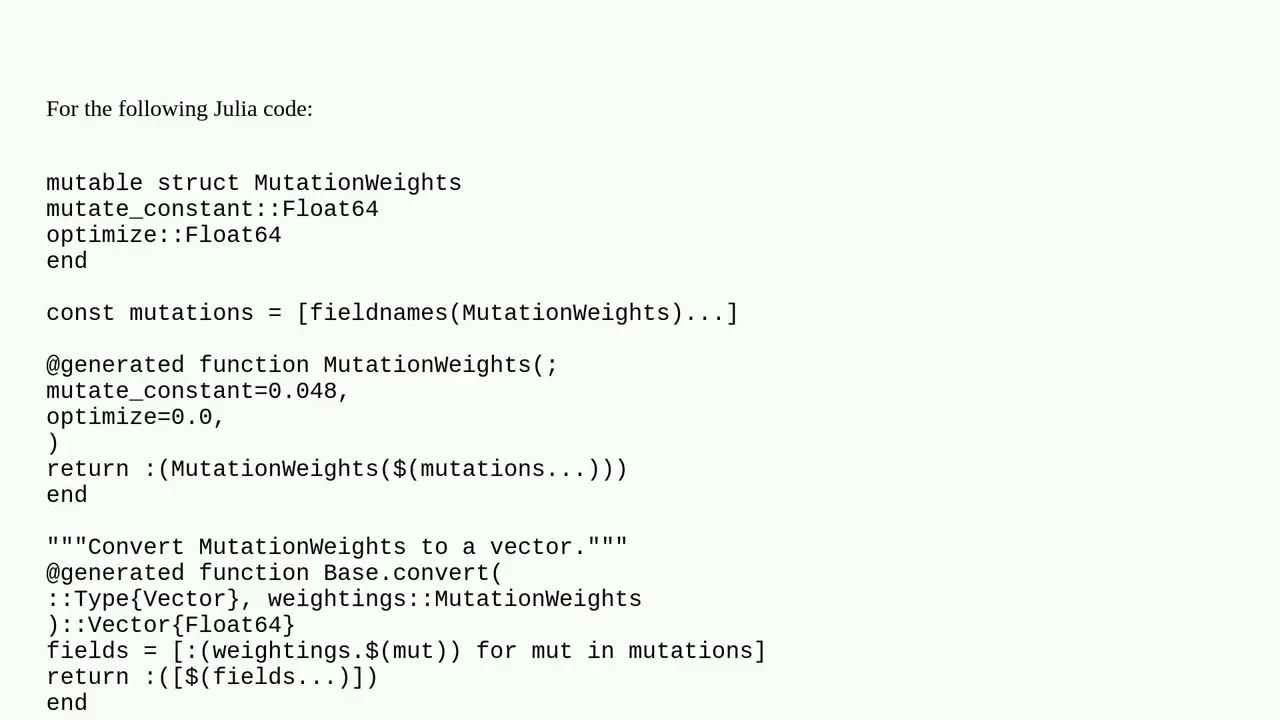 For the following Julia code:
mutable struct MutationWeights
mutate_constant::Float64
optimize::Float64
end
const mutations = [fieldnames(MutationWeights)...]
@generated function MutationWeights(;
mutate_constant=0.048,
optimize=0.0,
)
return :(MutationWeights($(mutations...)))
end
"""Convert MutationWeights to a vector."""
@generated function Base.convert(
::Type{Vector}, weightings::MutationWeights
)::Vector{Float64}
fields = [:(weightings.$(mut)) for mut in mutations]
return :([$(fields...)])
end